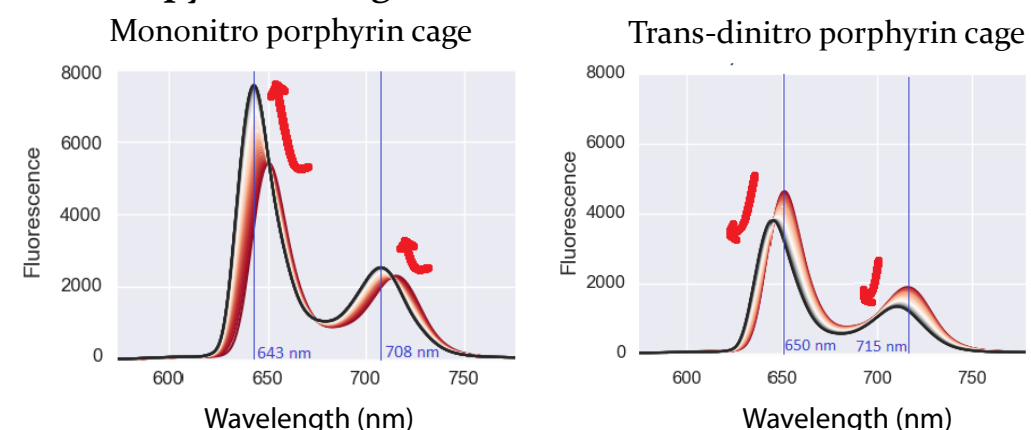 Mononitro porphyrin cage
Trans-dinitro porphyrin cage
8000
6000
4000
2000
0
Fluorescence
643 nm
708 nm
600
650
700
750
Wavelength (nm)
8000
6000
4000
2000
0
Fluorescence
650 nm
715 nm
600
650
700
750
Wavelength (nm)